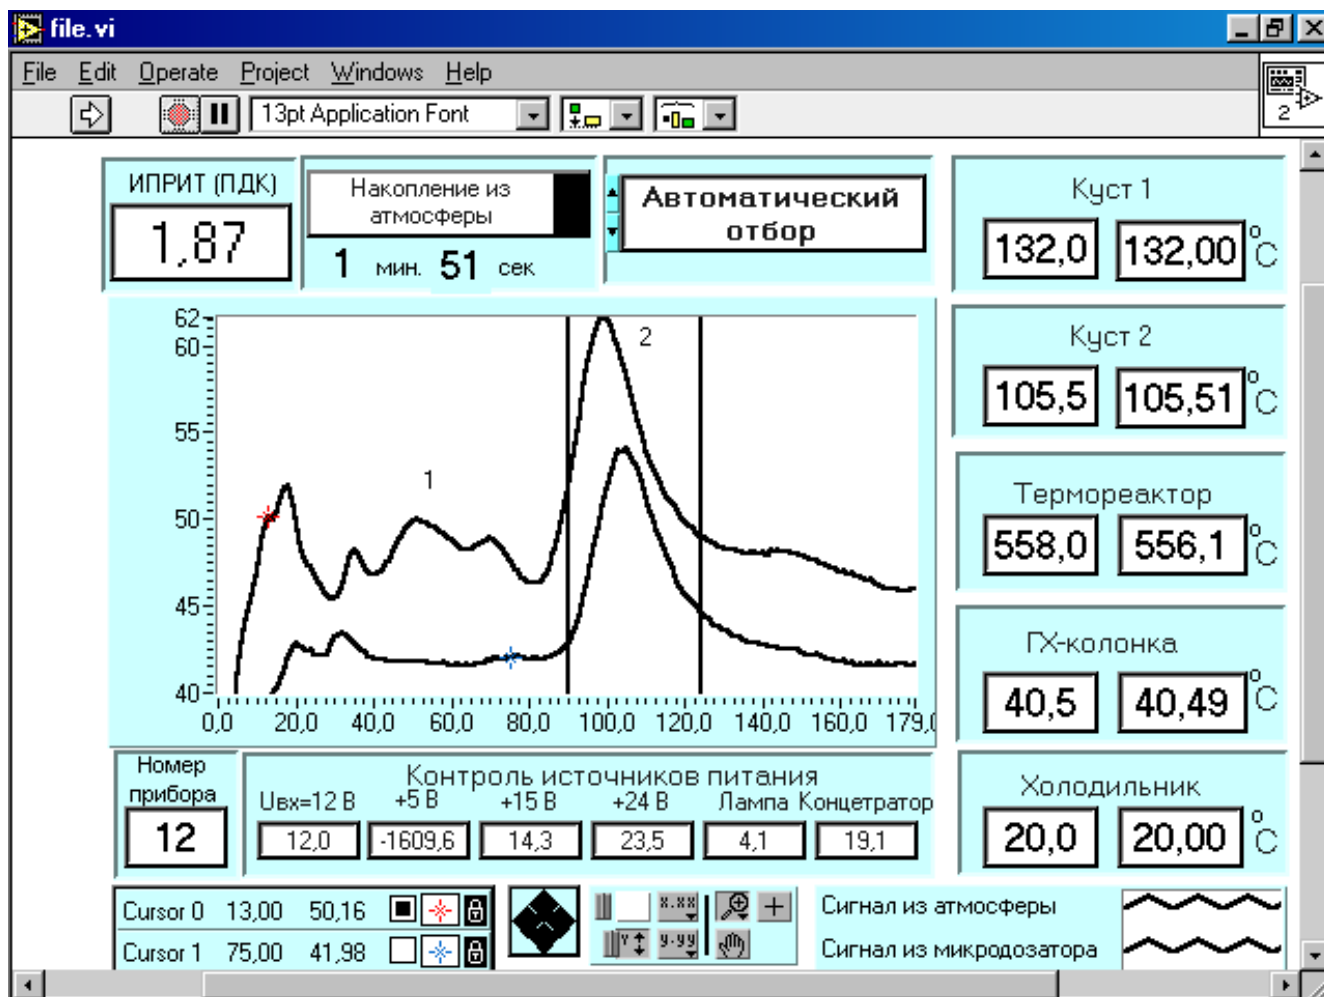 file.vi
File Edit Operate Project Windows Help
13pt Application Font
2
ИПРИТ (ПДК)
1,87
Накопление из
атмосферы
1 мин. 51 сек
Автоматический
отбор
Куст 1
132,0 132,00 °C
Куст 2
105,5 105,51 °C
Термореактор
558,0 556,1 °C
ГХ-колонка
40,5 40,49 °C
Холодильник
20,0 20,00 °C
62
60
55
50
45
40
1
2
0,0 20,0 40,0 60,0 80,0 100,0 120,0 140,0 160,0 179,0
Номер
прибора
12
Контроль источников питания
Uвх=12 В +5 В +15 В +24 В Лампа Концетратор
12,0 -1609,6 14,3 23,5 4,1 19,1
Cursor 0 13,00 50,16
Cursor 1 75,00 41,98
x.xx
Y y.yy
Сигнал из атмосферы
Сигнал из микродозатора